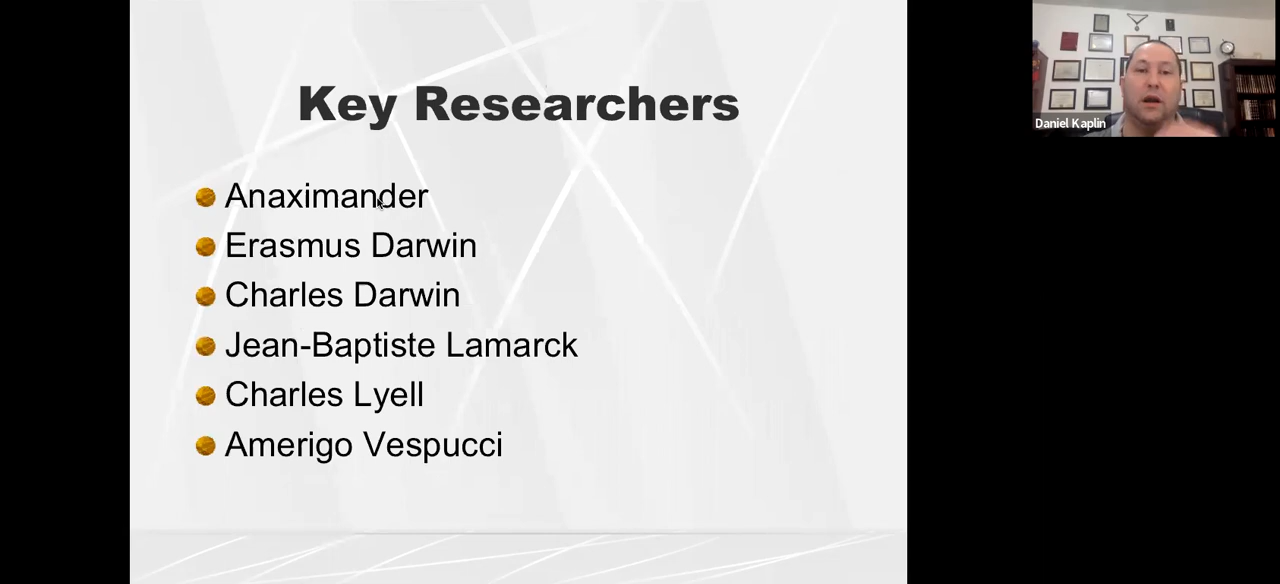 Key Researchers
Anaximander
Erasmus Darwin
Charles Darwin
Jean-Baptiste Lamarck
Charles Lyell
Amerigo Vespucci
Daniel Kaplin